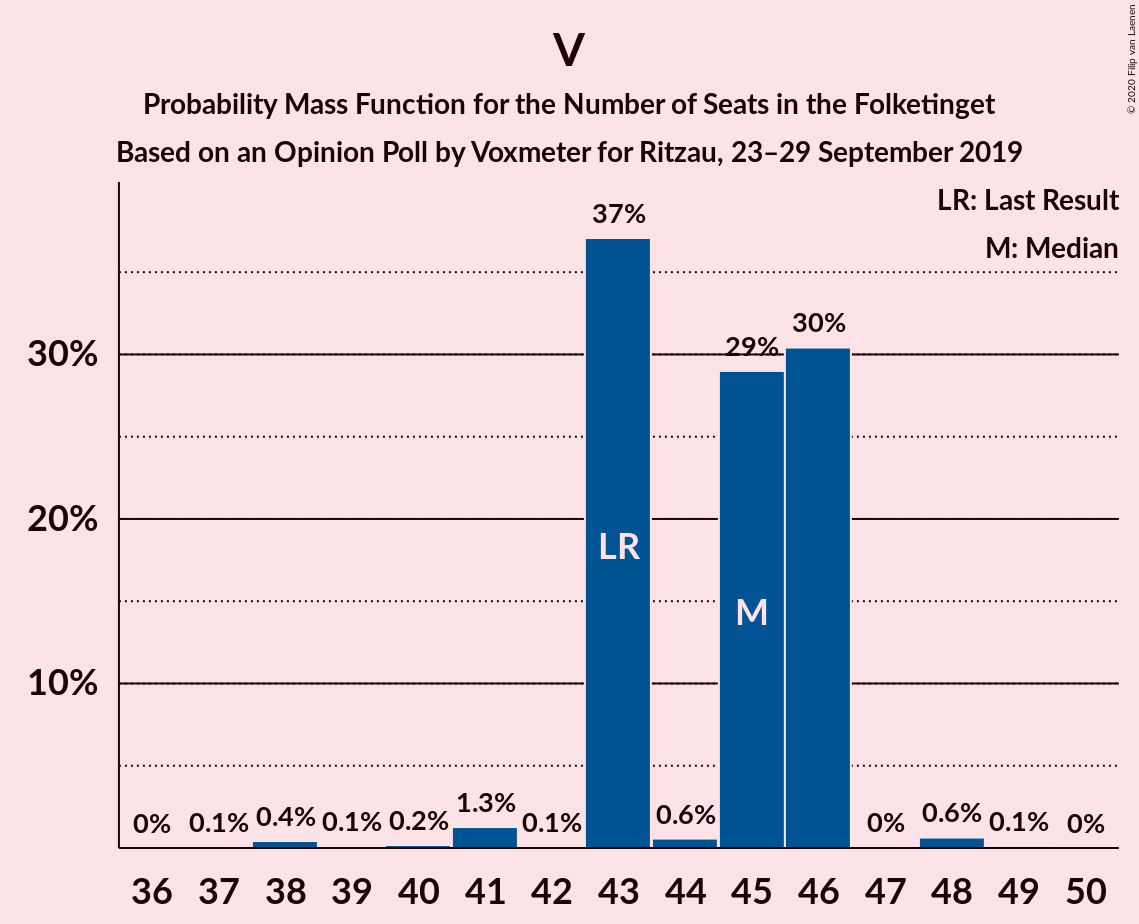 V
Probability Mass Function for the Number of Seats in the Folketinget
Based on an Opinion Poll by Voxmeter for Ritzau, 23–29 September 2019
© 2020 Filip van Laenen
LR: Last Result
M: Median
37%
30%
29%
30%
20%
10%
LR
M
0%
0.1%
0.4%
0.1%
0.2%
1.3%
0.1%
0.6%
0%
0.6%
0.1%
0%
36 37 38 39 40 41 42 43 44 45 46 47 48 49 50